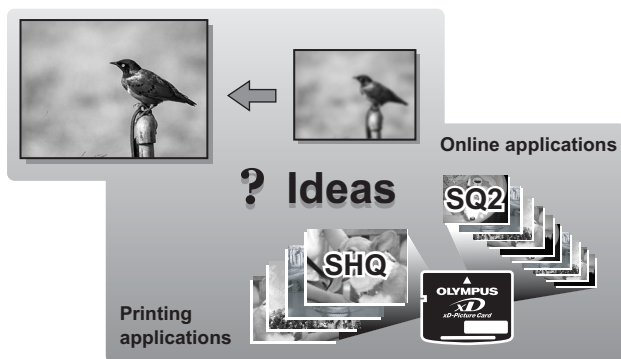 Online applications
? Ideas
SQ2
SHQ
OLYMPUS
xD
xD-Picture Card
Printing
applications